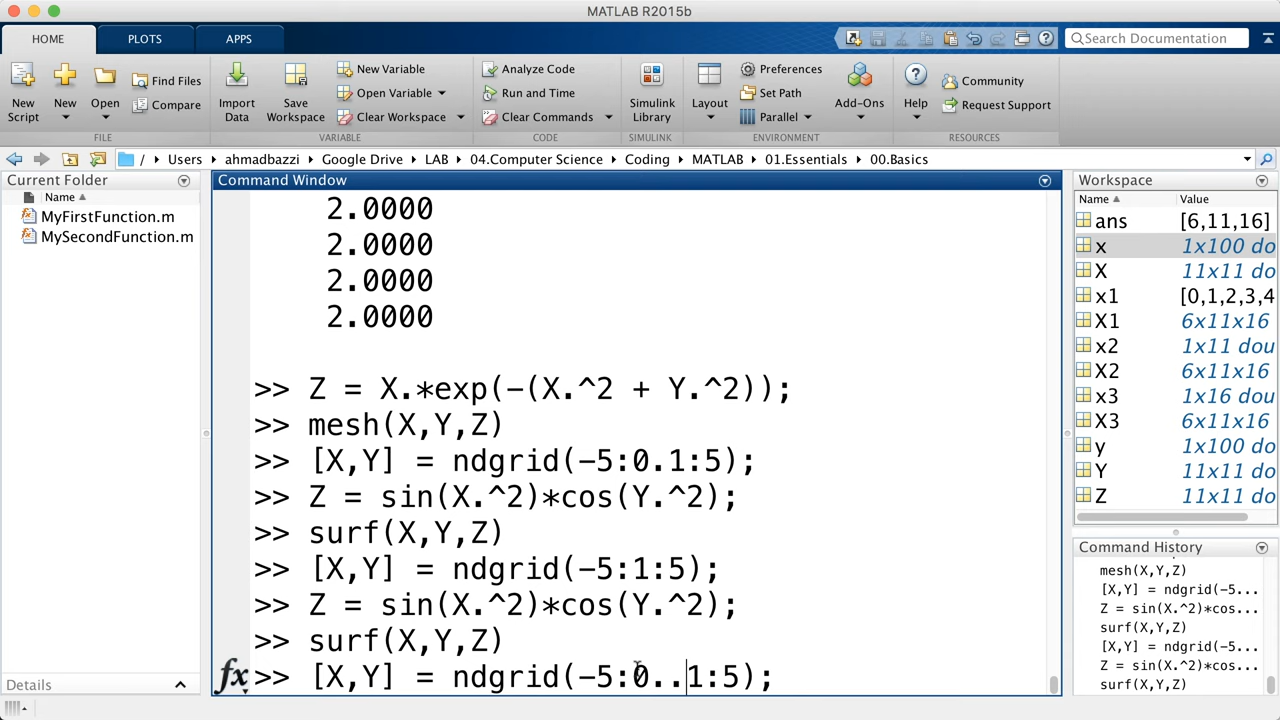 MATLAB R2015b
HOME PLOTS APPS
Search Documentation
New Script
New
Open
Find Files
Compare
Import Data
Save Workspace
New Variable
Open Variable
Clear Workspace
Analyze Code
Run and Time
Clear Commands
Simulink Library
Layout
Preferences
Set Path
Parallel
Add-Ons
Help
Community
Request Support
FILE VARIABLE CODE SIMULINK ENVIRONMENT RESOURCES
/ Users ahmadbazzi Google Drive LAB 04.Computer Science Coding MATLAB 01.Essentials 00.Basics
Current Folder
Name
MyFirstFunction.m
MySecondFunction.m
Details
Command Window
2.0000
2.0000
2.0000
2.0000
>> Z = X.*exp(-(X.^2 + Y.^2));
>> mesh(X,Y,Z)
>> [X,Y] = ndgrid(-5:0.1:5);
>> Z = sin(X.^2)*cos(Y.^2);
>> surf(X,Y,Z)
>> [X,Y] = ndgrid(-5:1:5);
>> Z = sin(X.^2)*cos(Y.^2);
>> surf(X,Y,Z)
fx >> [X,Y] = ndgrid(-5:0..1:5);
Workspace
Name Value
ans [6,11,16]
x 1x100 do
X 11x11 do
x1 [0,1,2,3,4
X1 6x11x16
x2 1x11 dou
X2 6x11x16
x3 1x16 dou
X3 6x11x16
y 1x100 do
Y 11x11 do
Z 11x11 do
Command History
mesh(X,Y,Z)
[X,Y] = ndgrid(-5...
Z = sin(X.^2)*cos...
surf(X,Y,Z)
[X,Y] = ndgrid(-5...
Z = sin(X.^2)*cos...
surf(X,Y,Z)